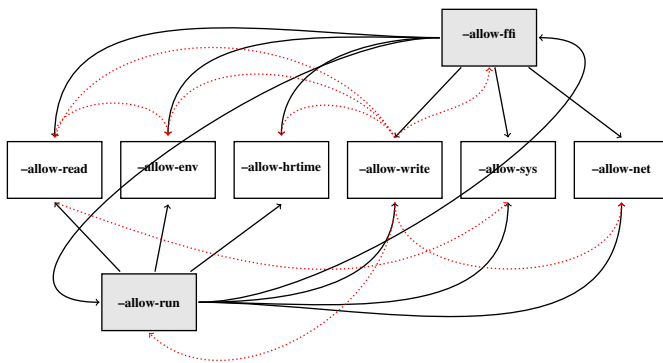 –allow-ffi
–allow-read
–allow-env
–allow-hrtime
–allow-write
–allow-sys
–allow-net
–allow-run